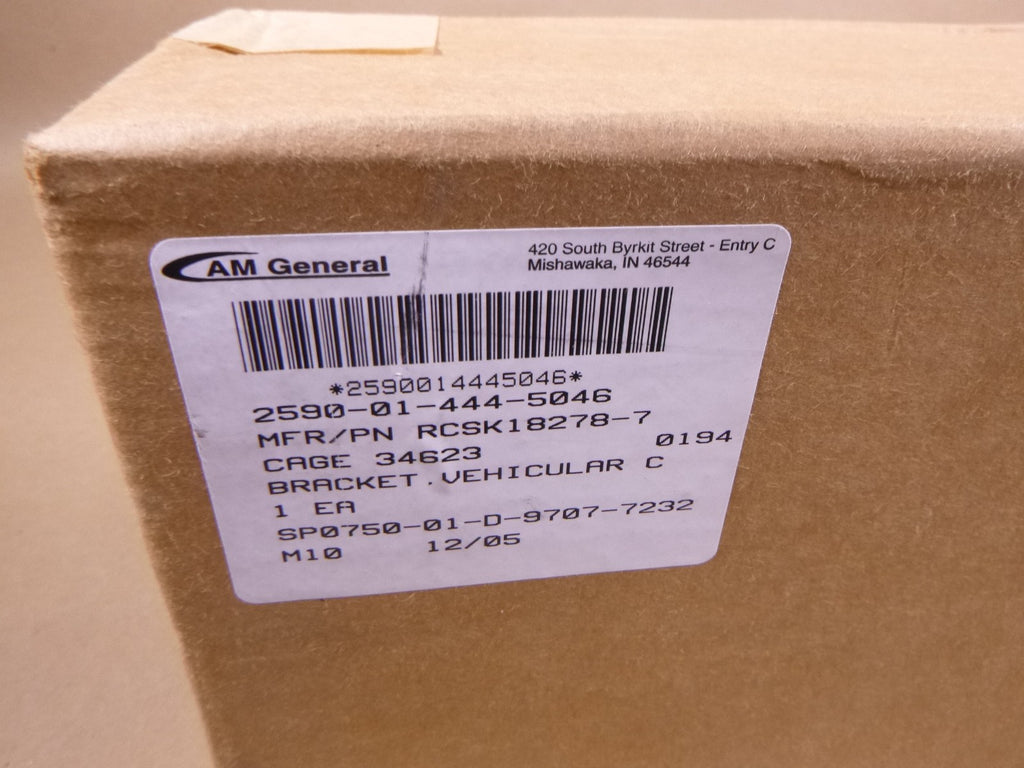 AM General
420 South Byrkit Street - Entry C
Mishawaka, IN 46544
*2590014445046*
2590-01-444-5046
MFR/PN RCSK18278-7
CAGE 34623 0194
BRACKET.VEHICULAR C
1 EA
SP0750-01-D-9707-7232
M10 12/05